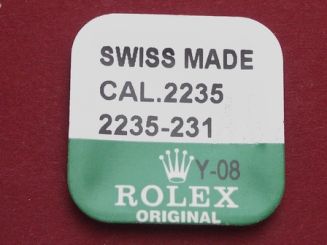 SWISS MADE
CAL.2235
2235-231
Y-08
ROLEX
ORIGINAL